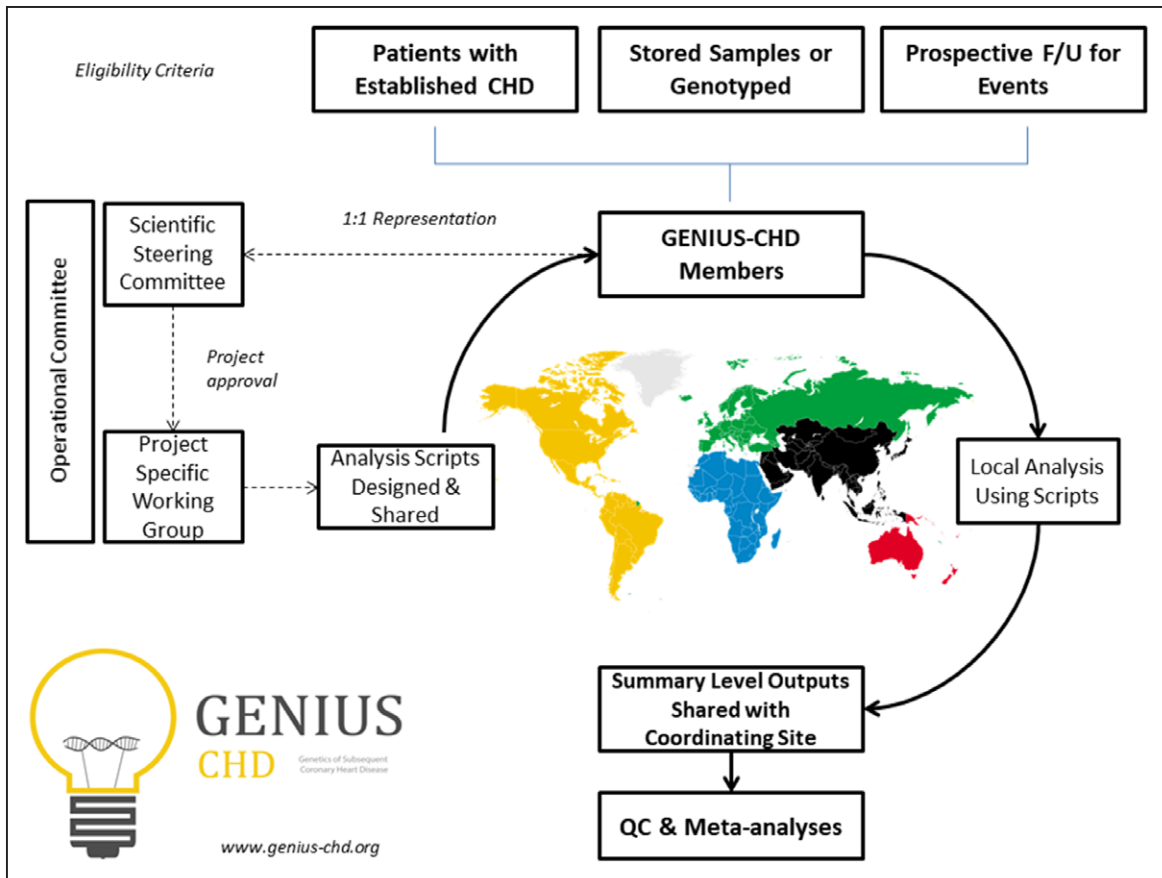 Eligibility Criteria
Patients with
Established CHD
Stored Samples or
Genotyped
Prospective F/U for
Events
Operational Committee
Scientific
Steering
Committee
1:1 Representation
GENIUS-CHD
Members
Project
approval
Project
Specific
Working
Group
Analysis Scripts
Designed &
Shared
Local Analysis
Using Scripts
Summary Level Outputs
Shared with
Coordinating Site
QC & Meta-analyses
GENIUS
CHD
Genetics of Subsequent
Coronary Heart Disease
www.genius-chd.org